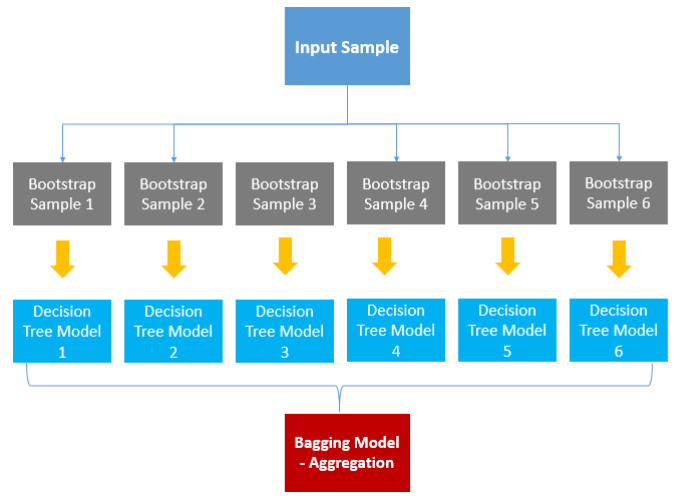 Input Sample
Bootstrap
Sample 1
Bootstrap
Sample 2
Bootstrap
Sample 3
Bootstrap
Sample 4
Bootstrap
Sample 5
Bootstrap
Sample 6
Decision
Tree Model
1
Decision
Tree Model
2
Decision
Tree Model
3
Decision
Tree Model
4
Decision
Tree Model
5
Decision
Tree Model
6
Bagging Model
- Aggregation